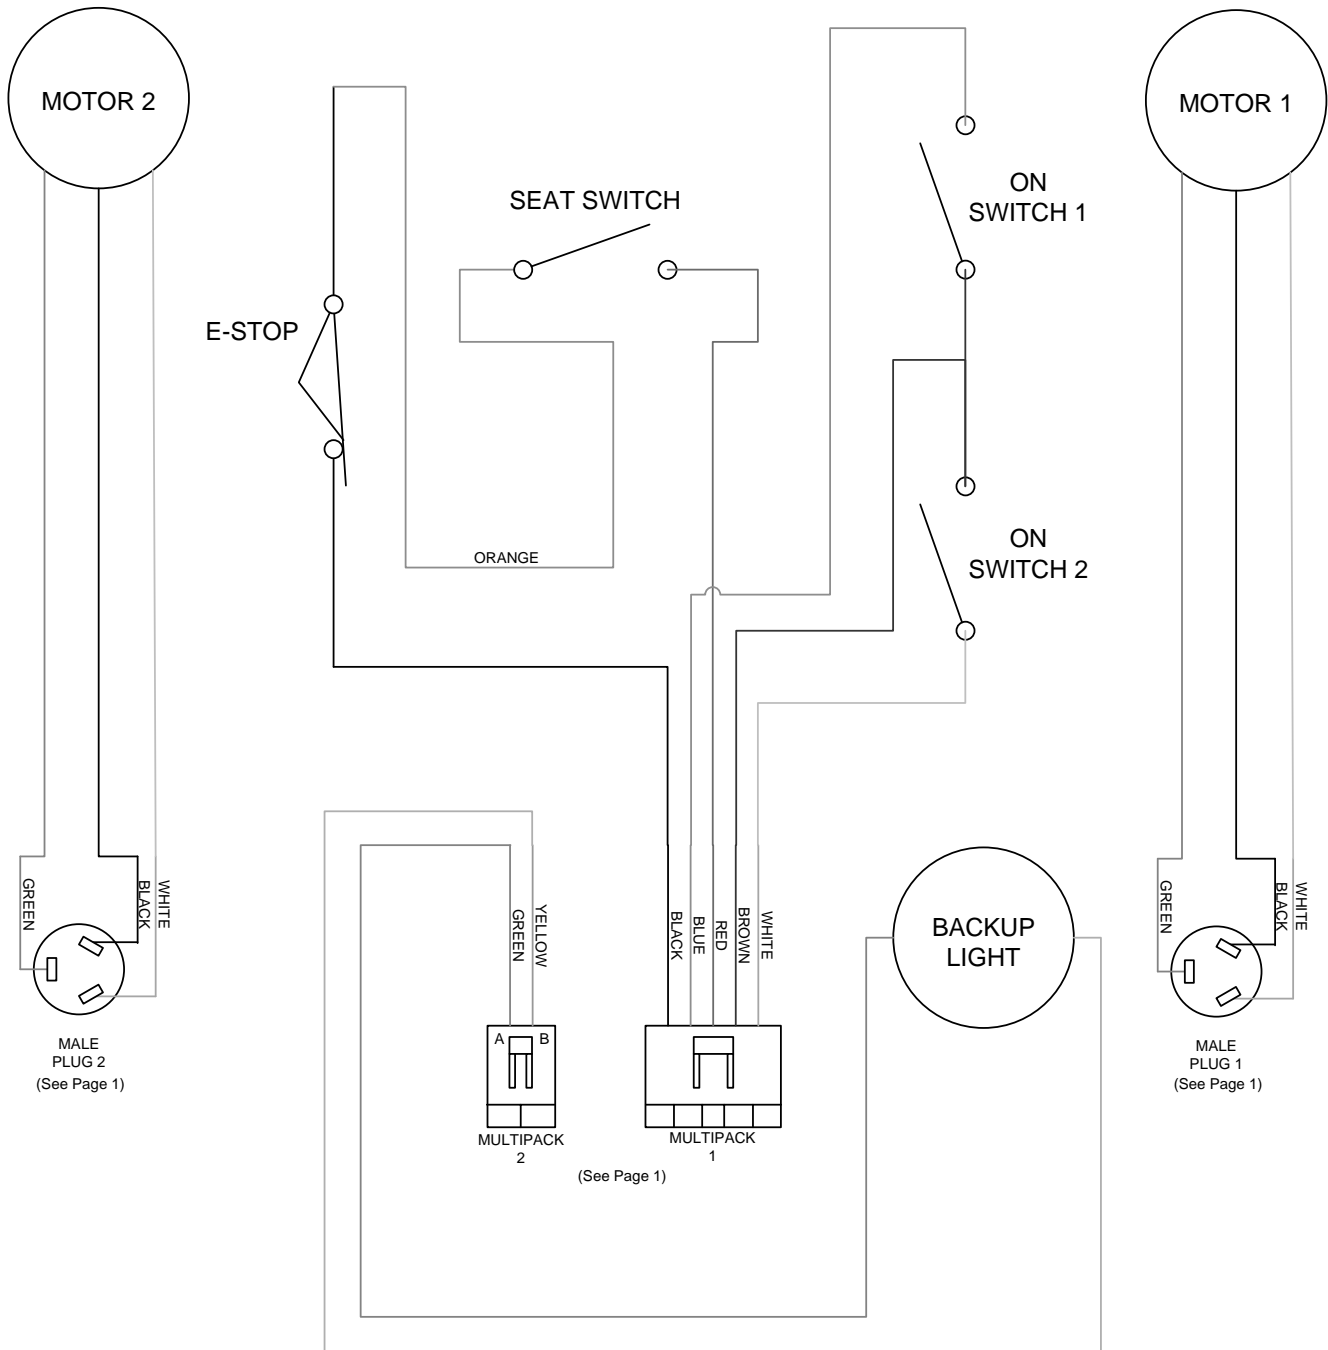 MOTOR 2
MOTOR 1
SEAT SWITCH
ON
SWITCH 1
E-STOP
ORANGE
ON
SWITCH 2
GREEN
BLACK
WHITE
GREEN
YELLOW
BLACK
BLUE
RED
BROWN
WHITE
BACKUP
LIGHT
GREEN
BLACK
WHITE
A
B
MALE
PLUG 2
(See Page 1)
MULTIPACK
2
MULTIPACK
1
(See Page 1)
MALE
PLUG 1
(See Page 1)